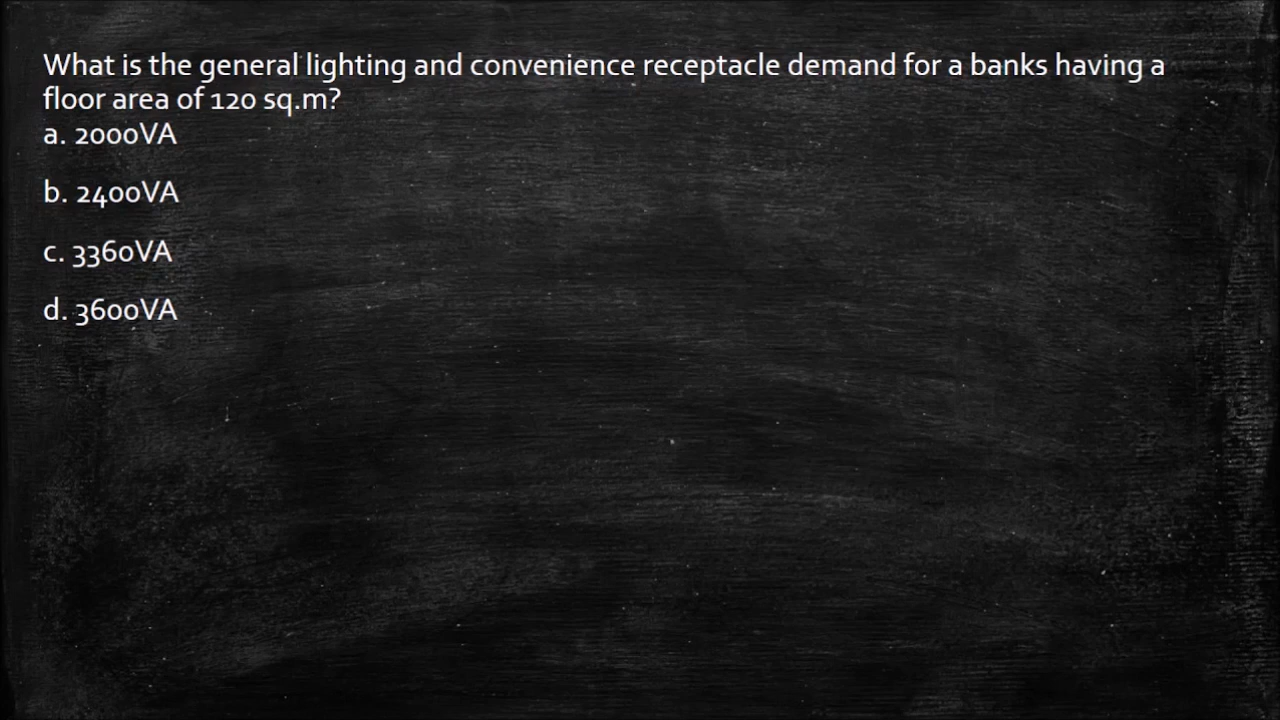 What is the general lighting and convenience receptacle demand for a banks having a
floor area of 120 sq.m?
a. 2000VA
b. 2400VA
c. 3360VA
d. 3600VA